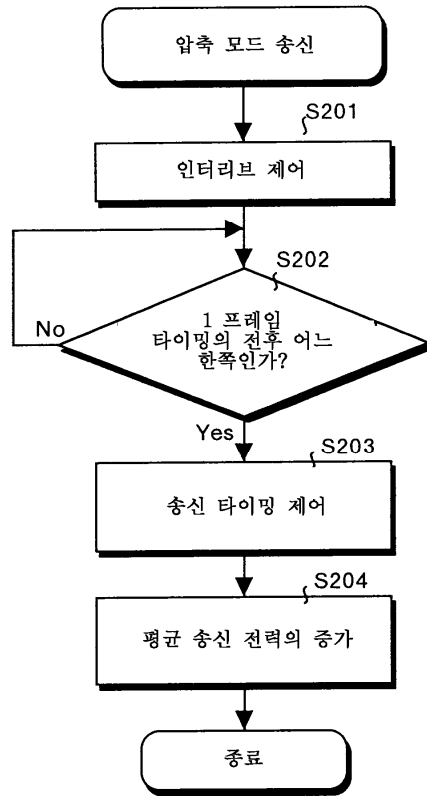 압축 모드 송신
S201
인터리브 제어
S202
1 프레임
타이밍의 전후 어느
한쪽인가?
No
Yes
S203
송신 타이밍 제어
S204
평균 송신 전력의 증가
종료